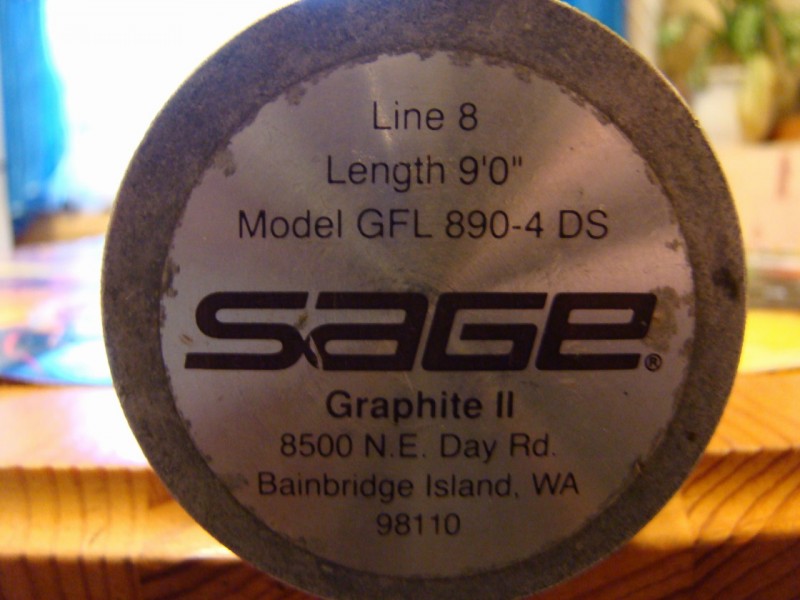 Line 8
Length 9'0"
Model GFL 890-4 DS
SAGE®
Graphite II
8500 N.E. Day Rd.
Bainbridge Island, WA
98110